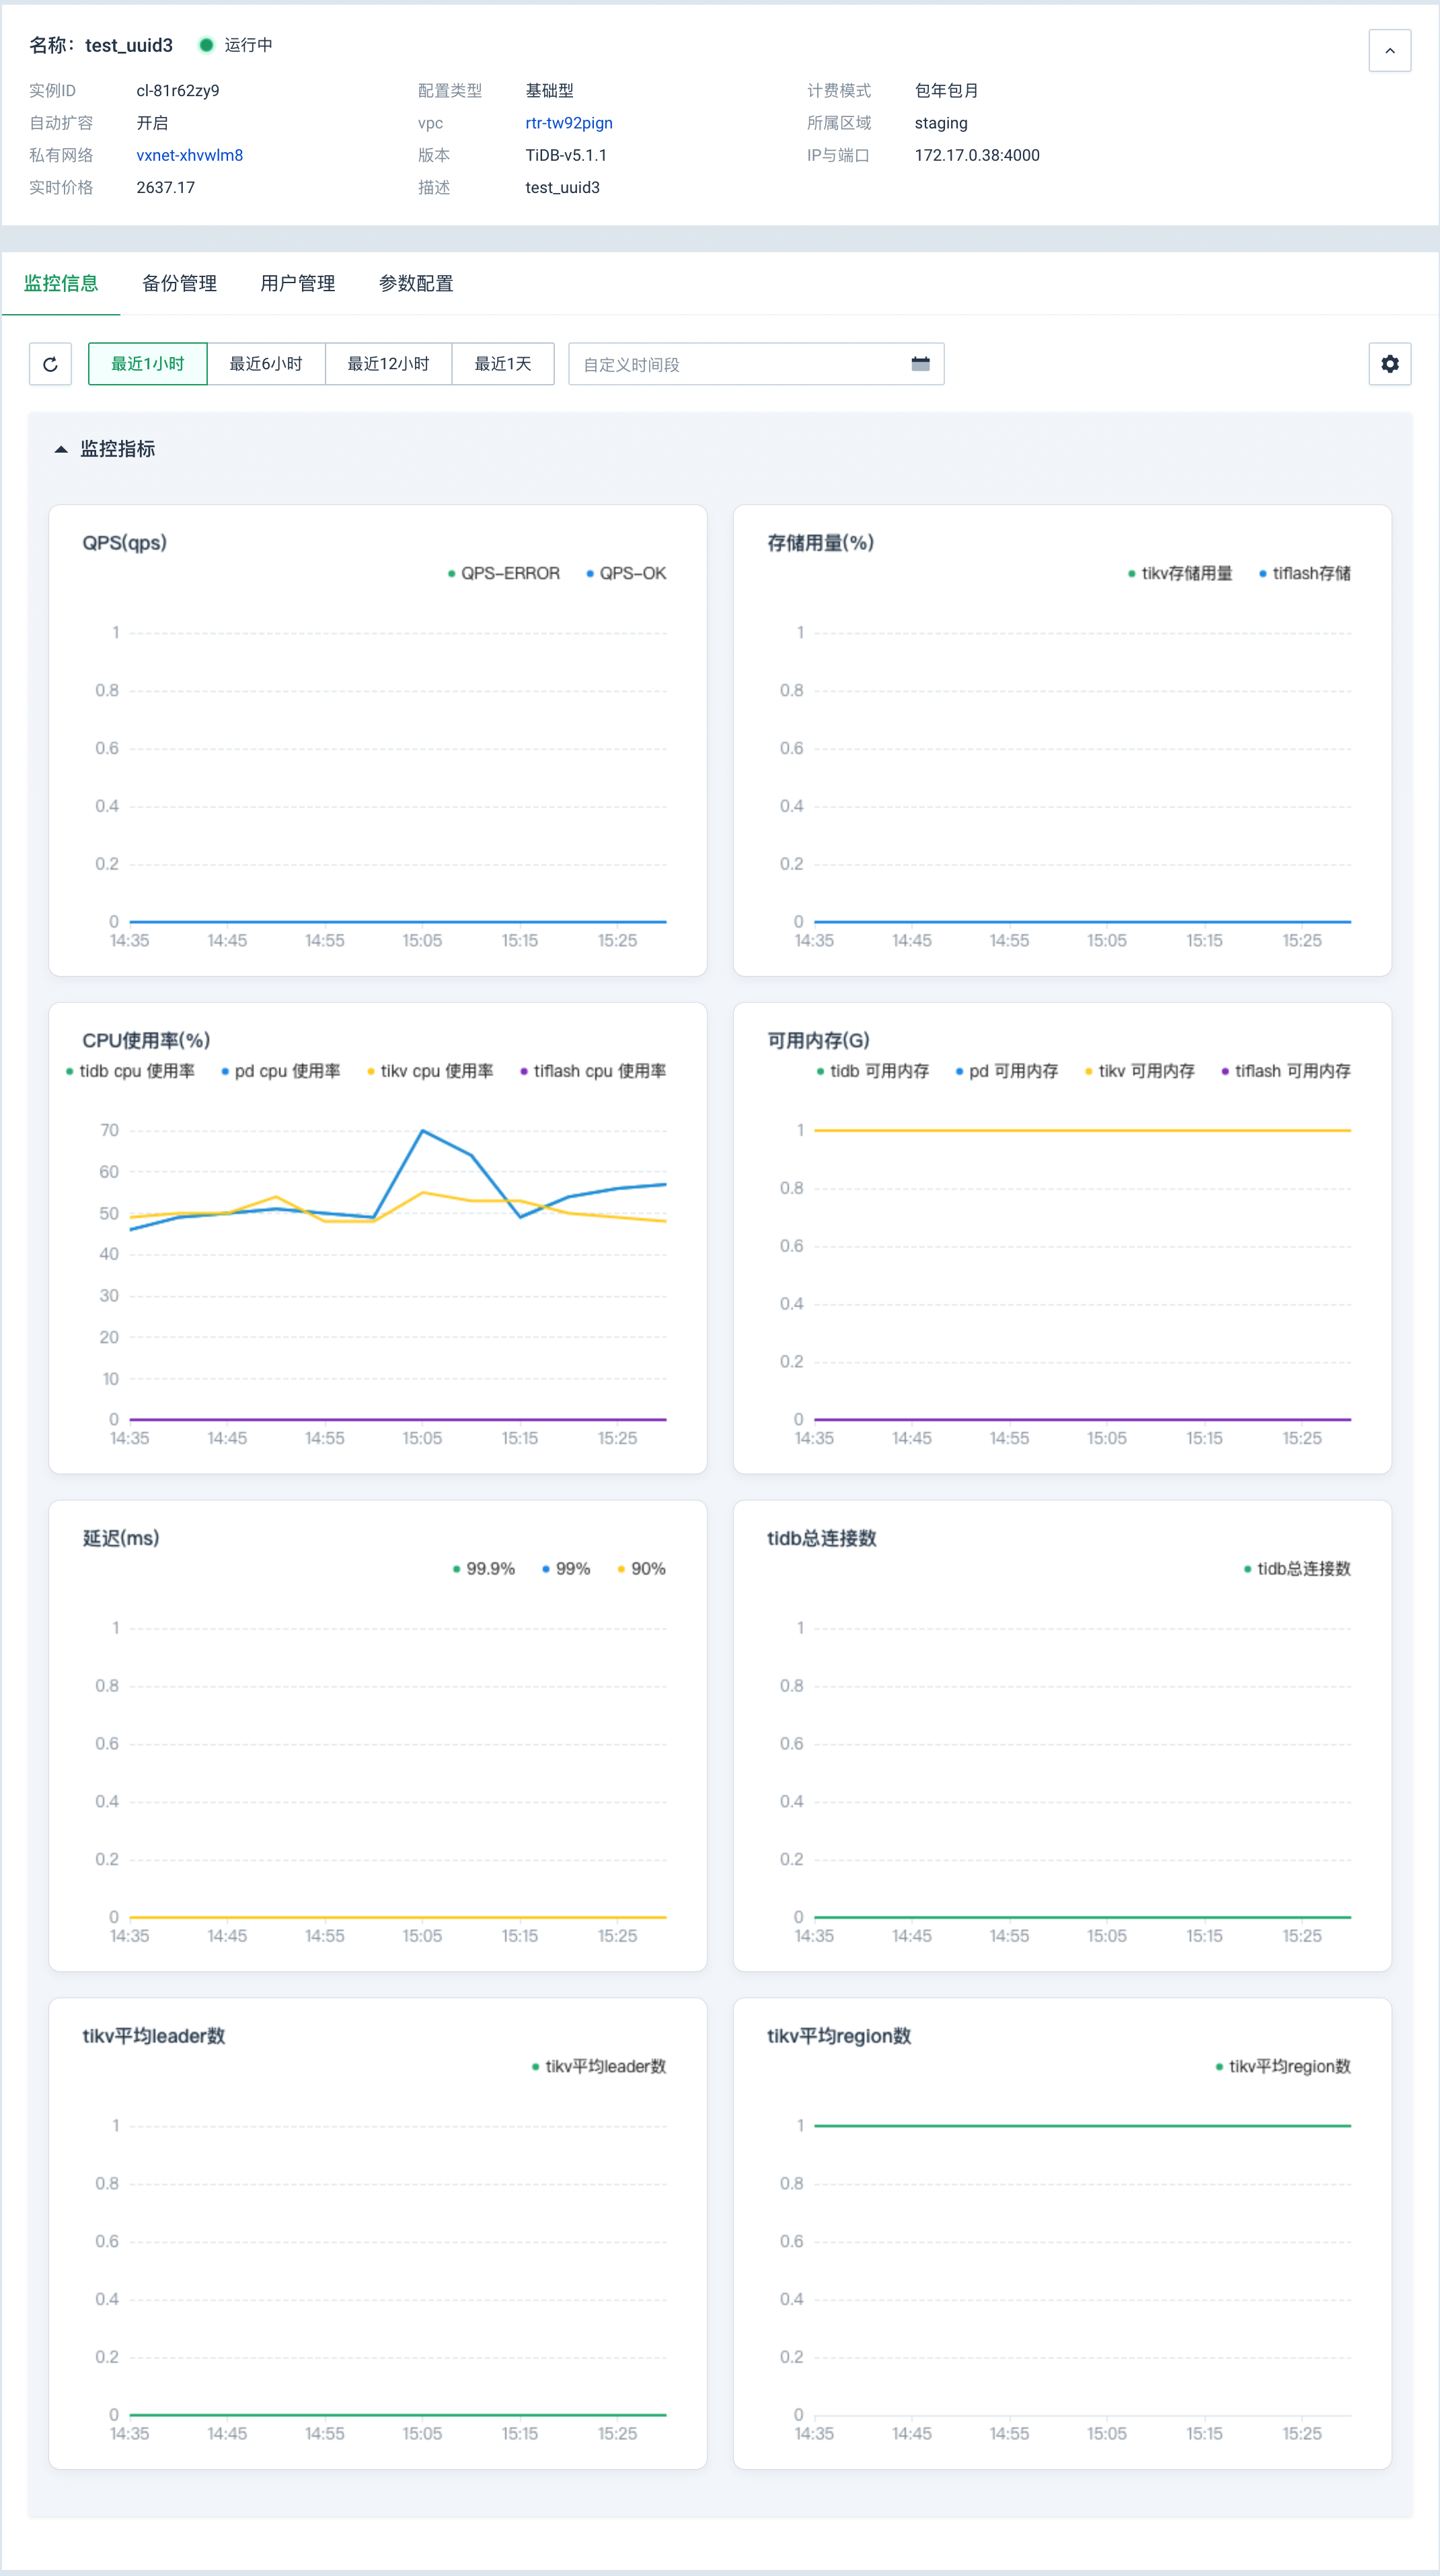 名称：test_uuid3 运行中
实例ID cl-81r62zy9 配置类型 基础型 计费模式 包年包月
自动扩容 开启 vpc rtr-tw92pign 所属区域 staging
私有网络 vxnet-xhvwlm8 版本 TiDB-v5.1.1 IP与端口 172.17.0.38:4000
实时价格 2637.17 描述 test_uuid3
监控信息 备份管理 用户管理 参数配置
最近1小时 最近6小时 最近12小时 最近1天 自定义时间段
监控指标
QPS(qps)
QPS-ERROR QPS-OK
1
0.8
0.6
0.4
0.2
0
14:35 14:45 14:55 15:05 15:15 15:25
存储用量(%)
tikv存储用量 tiflash存储
1
0.8
0.6
0.4
0.2
0
14:35 14:45 14:55 15:05 15:15 15:25
CPU使用率(%)
tidb cpu 使用率 pd cpu 使用率 tikv cpu 使用率 tiflash cpu 使用率
70
60
50
40
30
20
10
0
14:35 14:45 14:55 15:05 15:15 15:25
可用内存(G)
tidb 可用内存 pd 可用内存 tikv 可用内存 tiflash 可用内存
1
0.8
0.6
0.4
0.2
0
14:35 14:45 14:55 15:05 15:15 15:25
延迟(ms)
99.9% 99% 90%
1
0.8
0.6
0.4
0.2
0
14:35 14:45 14:55 15:05 15:15 15:25
tidb总连接数
tidb总连接数
1
0.8
0.6
0.4
0.2
0
14:35 14:45 14:55 15:05 15:15 15:25
tikv平均leader数
tikv平均leader数
1
0.8
0.6
0.4
0.2
0
14:35 14:45 14:55 15:05 15:15 15:25
tikv平均region数
tikv平均region数
1
0.8
0.6
0.4
0.2
0
14:35 14:45 14:55 15:05 15:15 15:25